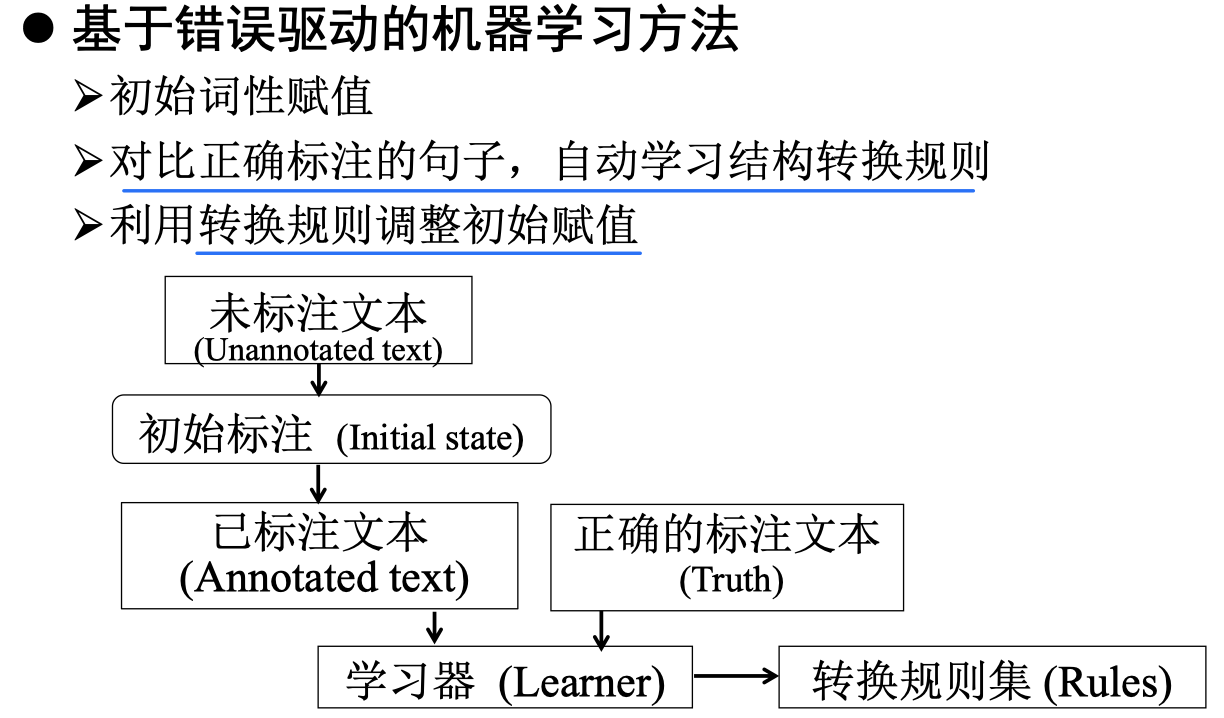 ● 基于错误驱动的机器学习方法
➢初始词性赋值
➢对比正确标注的句子，自动学习结构转换规则
➢利用转换规则调整初始赋值
未标注文本
(Unannotated text)
初始标注 (Initial state)
已标注文本
(Annotated text)
正确的标注文本
(Truth)
学习器 (Learner)
转换规则集 (Rules)